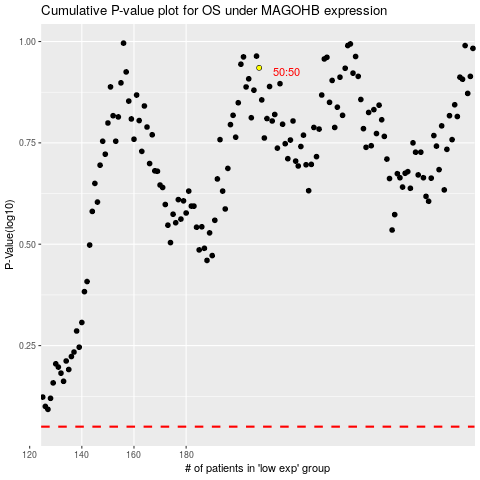 Cumulative P-value plot for OS under MAGOHB expression
1.00
50:50
0.75
0.50
0.25
P-Value(log10)
120 140 160 180
# of patients in 'low exp' group